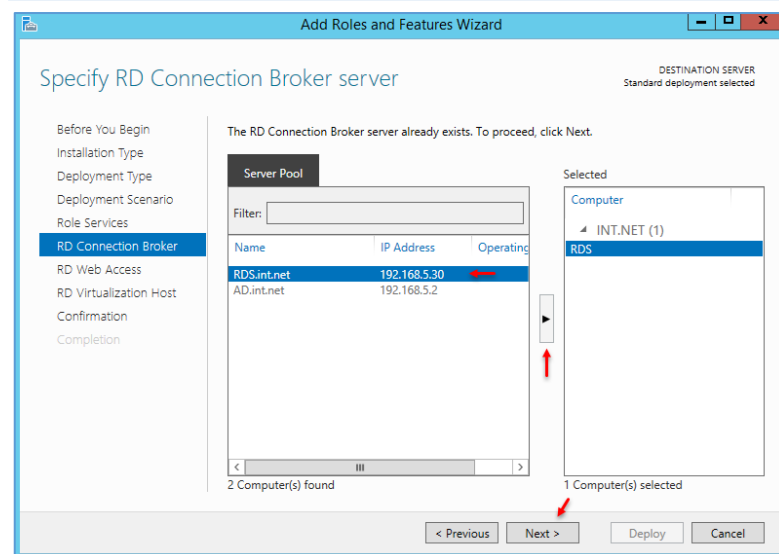 Add Roles and Features Wizard
Specify RD Connection Broker server
DESTINATION SERVER
Standard deployment selected
Before You Begin
Installation Type
Deployment Type
Deployment Scenario
Role Services
RD Connection Broker
RD Web Access
RD Virtualization Host
Confirmation
Completion
The RD Connection Broker server already exists. To proceed, click Next.
Server Pool
Filter:
Name IP Address Operating
RDS.int.net 192.168.5.30
AD.int.net 192.168.5.2
2 Computer(s) found
Selected
Computer
INT.NET (1)
RDS
1 Computer(s) selected
< Previous Next > Deploy Cancel